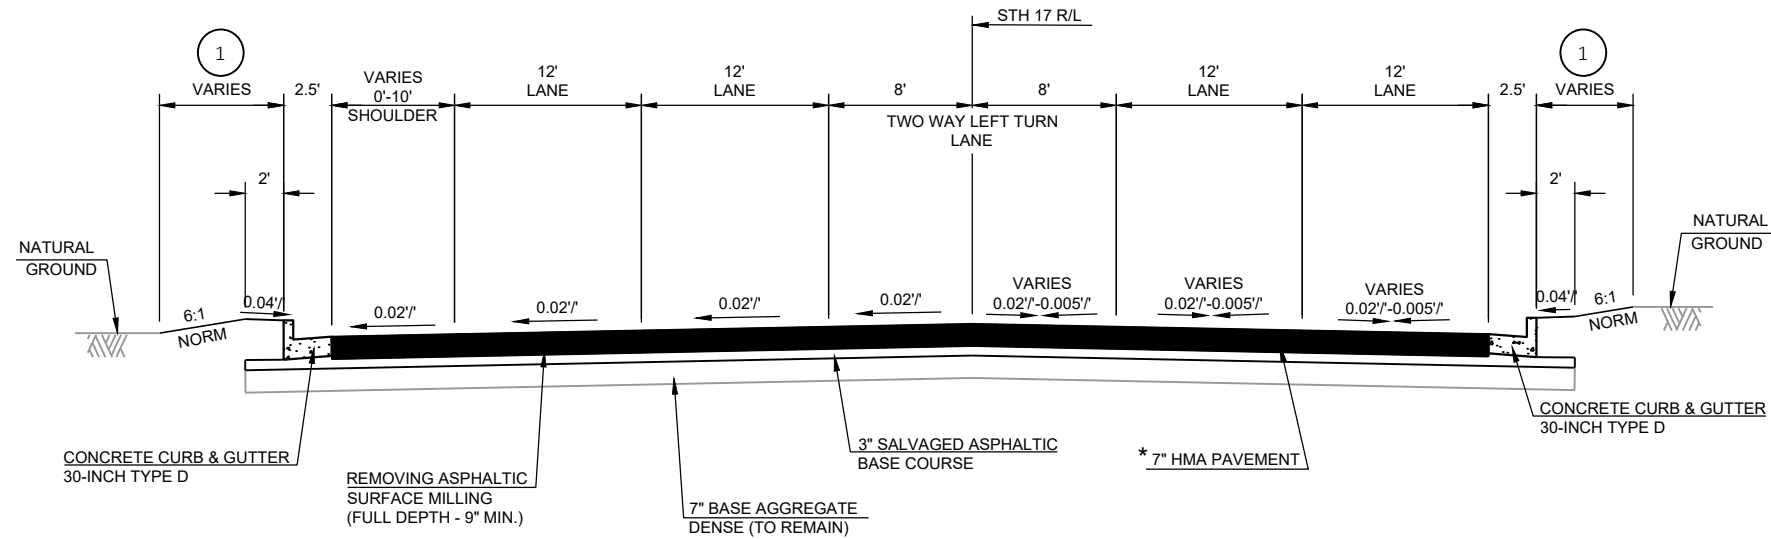 STH 17 R/L
1
VARIES
2.5'
VARIES
0'-10'
SHOULDER
12'
LANE
12'
LANE
8'
8'
TWO WAY LEFT TURN
LANE
12'
LANE
12'
LANE
2.5'
1
VARIES
2'
2'
NATURAL
GROUND
NATURAL
GROUND
6:1
NORM
0.04'/'
0.02'/'
0.02'/'
0.02'/'
0.02'/'
VARIES
0.02'/'-0.005'/'
VARIES
0.02'/'-0.005'/'
VARIES
0.02'/'-0.005'/'
0.04'/'
6:1
NORM
CONCRETE CURB & GUTTER
30-INCH TYPE D
REMOVING ASPHALTIC
SURFACE MILLING
(FULL DEPTH - 9" MIN.)
7" BASE AGGREGATE
DENSE (TO REMAIN)
3" SALVAGED ASPHALTIC
BASE COURSE
* 7" HMA PAVEMENT
CONCRETE CURB & GUTTER
30-INCH TYPE D